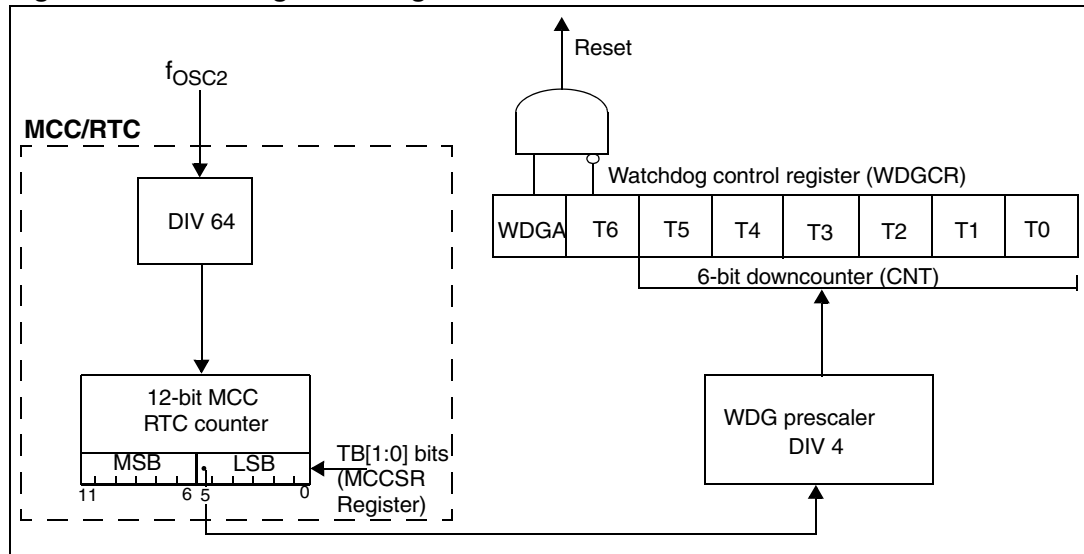 Reset
fOSC2
MCC/RTC
DIV 64
Watchdog control register (WDGCR)
WDGA T6 T5 T4 T3 T2 T1 T0
6-bit downcounter (CNT)
12-bit MCC
RTC counter
MSB LSB
11 6 5 0
TB[1:0] bits
(MCCSR
Register)
WDG prescaler
DIV 4